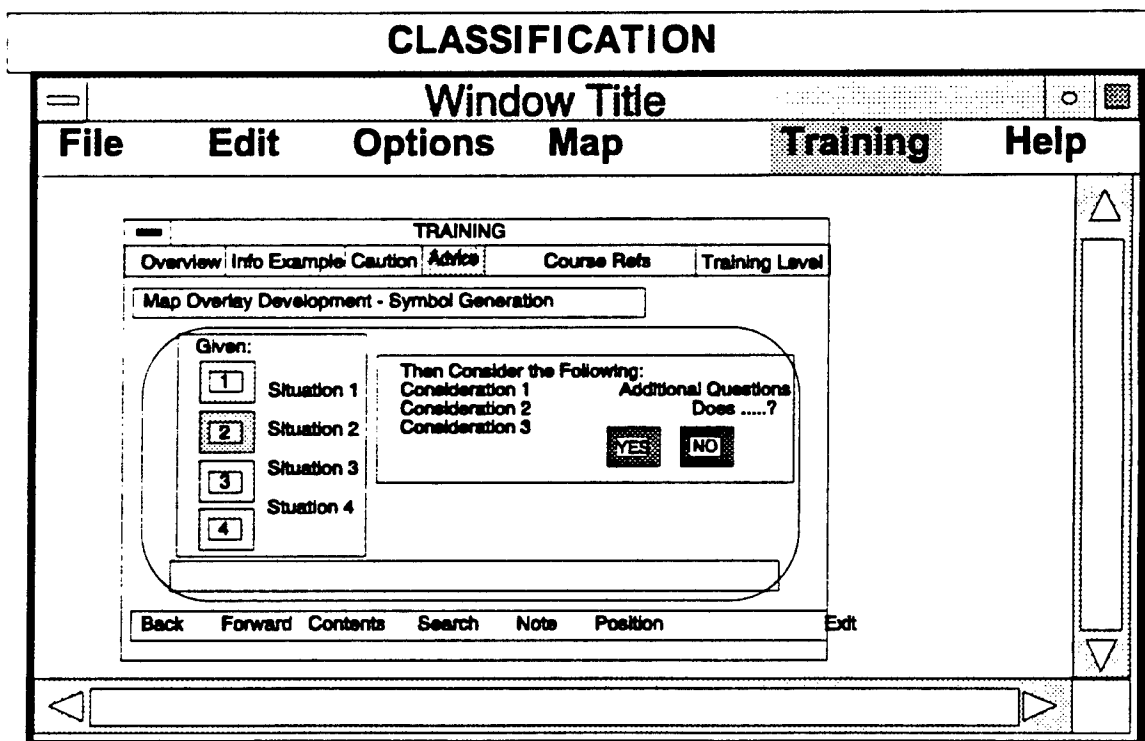 CLASSIFICATION
Window Title
File Edit Options Map Training Help
TRAINING
Overview Info Example Caution Advice Course Refs Training Level
Map Overlay Development - Symbol Generation
Given:
1 Situation 1
2 Situation 2
3 Situation 3
4 Stuation 4
Then Consider the Following:
Consideration 1
Consideration 2
Consideration 3
Additional Questions
Does .....?
YES NO
Back Forward Contents Search Note Position Exit